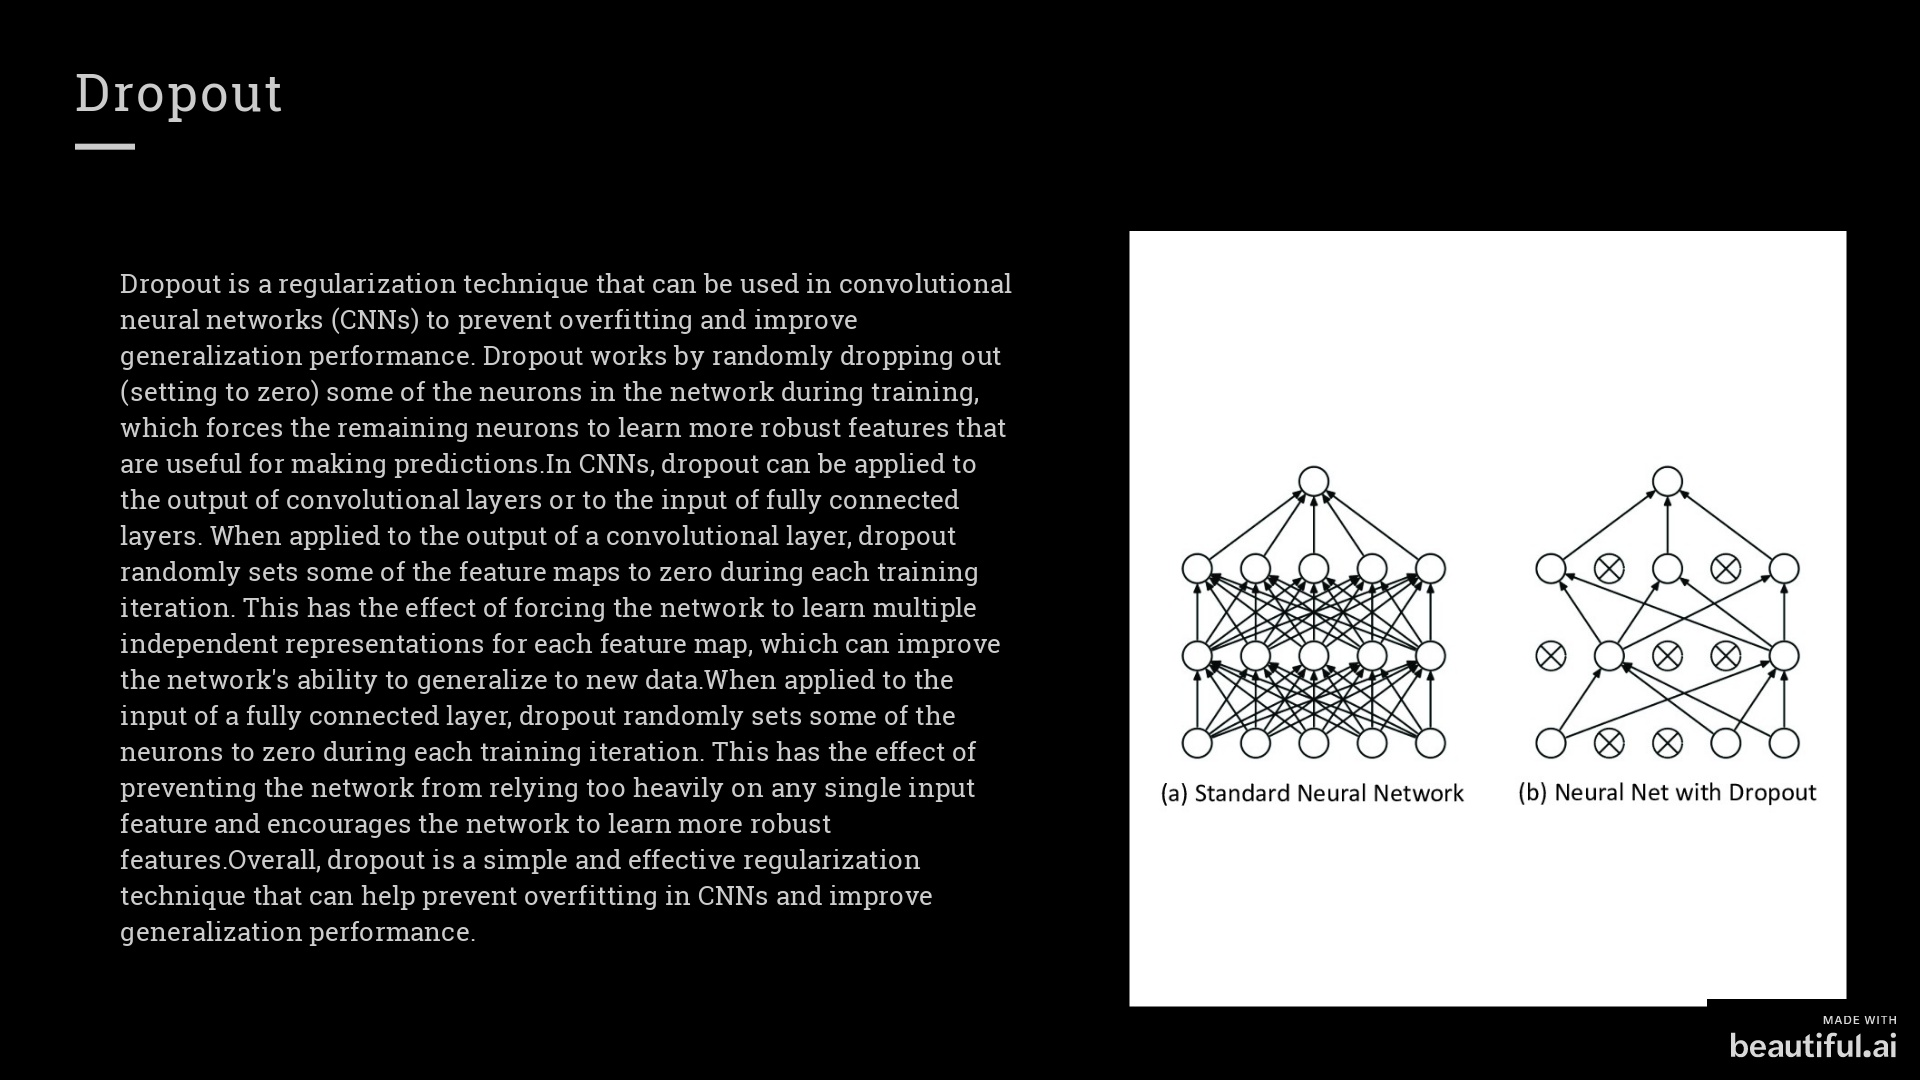 Dropout
Dropout is a regularization technique that can be used in convolutional
neural networks (CNNs) to prevent overfitting and improve
generalization performance. Dropout works by randomly dropping out
(setting to zero) some of the neurons in the network during training,
which forces the remaining neurons to learn more robust features that
are useful for making predictions.In CNNs, dropout can be applied to
the output of convolutional layers or to the input of fully connected
layers. When applied to the output of a convolutional layer, dropout
randomly sets some of the feature maps to zero during each training
iteration. This has the effect of forcing the network to learn multiple
independent representations for each feature map, which can improve
the network's ability to generalize to new data.When applied to the
input of a fully connected layer, dropout randomly sets some of the
neurons to zero during each training iteration. This has the effect of
preventing the network from relying too heavily on any single input
feature and encourages the network to learn more robust
features.Overall, dropout is a simple and effective regularization
technique that can help prevent overfitting in CNNs and improve
generalization performance.
(a) Standard Neural Network
(b) Neural Net with Dropout
MADE WITH
beautiful.ai